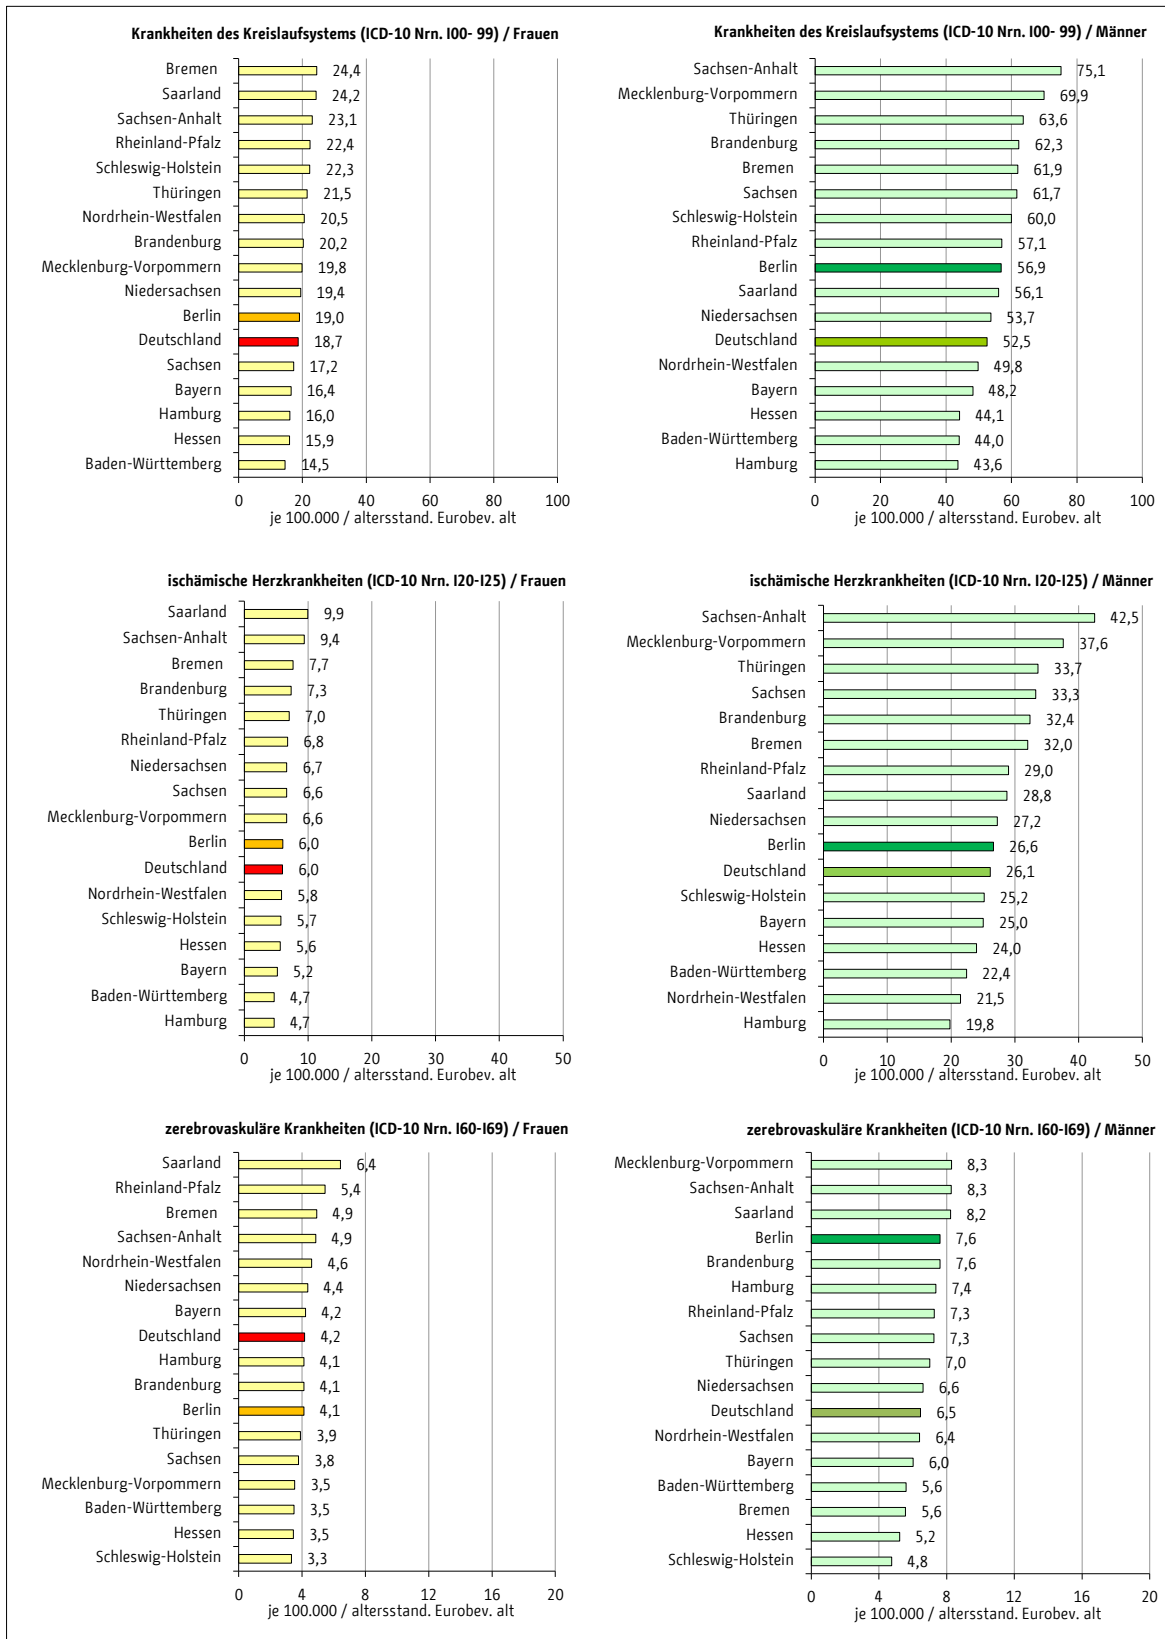 Krankheiten des Kreislaufsystems (ICD-10 Nrn. I00- 99) / Frauen
Bremen 24,4
Saarland 24,2
Sachsen-Anhalt 23,1
Rheinland-Pfalz 22,4
Schleswig-Holstein 22,3
Thüringen 21,5
Nordrhein-Westfalen 20,5
Brandenburg 20,2
Mecklenburg-Vorpommern 19,8
Niedersachsen 19,4
Berlin 19,0
Deutschland 18,7
Sachsen 17,2
Bayern 16,4
Hamburg 16,0
Hessen 15,9
Baden-Württemberg 14,5
0 20 40 60 80 100
je 100.000 / altersstand. Eurobev. alt
Krankheiten des Kreislaufsystems (ICD-10 Nrn. I00- 99) / Männer
Sachsen-Anhalt 75,1
Mecklenburg-Vorpommern 69,9
Thüringen 63,6
Brandenburg 62,3
Bremen 61,9
Sachsen 61,7
Schleswig-Holstein 60,0
Rheinland-Pfalz 57,1
Berlin 56,9
Saarland 56,1
Niedersachsen 53,7
Deutschland 52,5
Nordrhein-Westfalen 49,8
Bayern 48,2
Hessen 44,1
Baden-Württemberg 44,0
Hamburg 43,6
0 20 40 60 80 100
je 100.000 / altersstand. Eurobev. alt
ischämische Herzkrankheiten (ICD-10 Nrn. I20-I25) / Frauen
Saarland 9,9
Sachsen-Anhalt 9,4
Bremen 7,7
Brandenburg 7,3
Thüringen 7,0
Rheinland-Pfalz 6,8
Niedersachsen 6,7
Sachsen 6,6
Mecklenburg-Vorpommern 6,6
Berlin 6,0
Deutschland 6,0
Nordrhein-Westfalen 5,8
Schleswig-Holstein 5,7
Hessen 5,6
Bayern 5,2
Baden-Württemberg 4,7
Hamburg 4,7
0 10 20 30 40 50
je 100.000 / altersstand. Eurobev. alt
ischämische Herzkrankheiten (ICD-10 Nrn. I20-I25) / Männer
Sachsen-Anhalt 42,5
Mecklenburg-Vorpommern 37,6
Thüringen 33,7
Sachsen 33,3
Brandenburg 32,4
Bremen 32,0
Rheinland-Pfalz 29,0
Saarland 28,8
Niedersachsen 27,2
Berlin 26,6
Deutschland 26,1
Schleswig-Holstein 25,2
Bayern 25,0
Hessen 24,0
Baden-Württemberg 22,4
Nordrhein-Westfalen 21,5
Hamburg 19,8
0 10 20 30 40 50
je 100.000 / altersstand. Eurobev. alt
zerebrovaskuläre Krankheiten (ICD-10 Nrn. I60-I69) / Frauen
Saarland 6,4
Rheinland-Pfalz 5,4
Bremen 4,9
Sachsen-Anhalt 4,9
Nordrhein-Westfalen 4,6
Niedersachsen 4,4
Bayern 4,2
Deutschland 4,2
Hamburg 4,1
Brandenburg 4,1
Berlin 4,1
Thüringen 3,9
Sachsen 3,8
Mecklenburg-Vorpommern 3,5
Baden-Württemberg 3,5
Hessen 3,5
Schleswig-Holstein 3,3
0 4 8 12 16 20
je 100.000 / altersstand. Eurobev. alt
zerebrovaskuläre Krankheiten (ICD-10 Nrn. I60-I69) / Männer
Mecklenburg-Vorpommern 8,3
Sachsen-Anhalt 8,3
Saarland 8,2
Berlin 7,6
Brandenburg 7,6
Hamburg 7,4
Rheinland-Pfalz 7,3
Sachsen 7,3
Thüringen 7,0
Niedersachsen 6,6
Deutschland 6,5
Nordrhein-Westfalen 6,4
Bayern 6,0
Baden-Württemberg 5,6
Bremen 5,6
Hessen 5,2
Schleswig-Holstein 4,8
0 4 8 12 16 20
je 100.000 / altersstand. Eurobev. alt